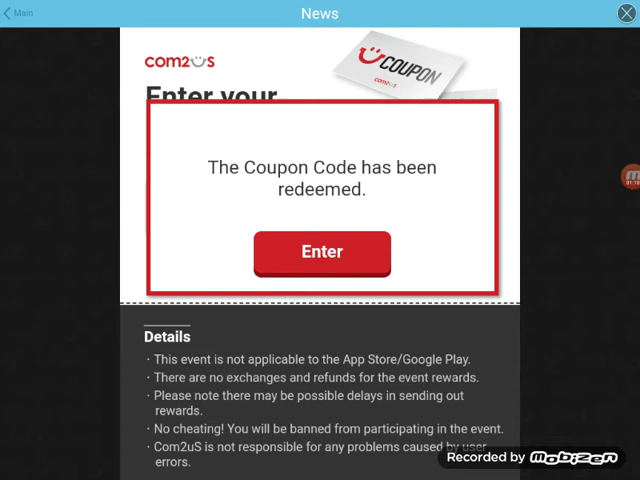 Main
News
com2uS
COUPON
com2uS
Enter your
The Coupon Code has been
redeemed.
Enter
Details
· This event is not applicable to the App Store/Google Play.
· There are no exchanges and refunds for the event rewards.
· Please note there may be possible delays in sending out
rewards.
· No cheating! You will be banned from participating in the event.
· Com2uS is not responsible for any problems caused by user
errors.
Recorded by Mobizen